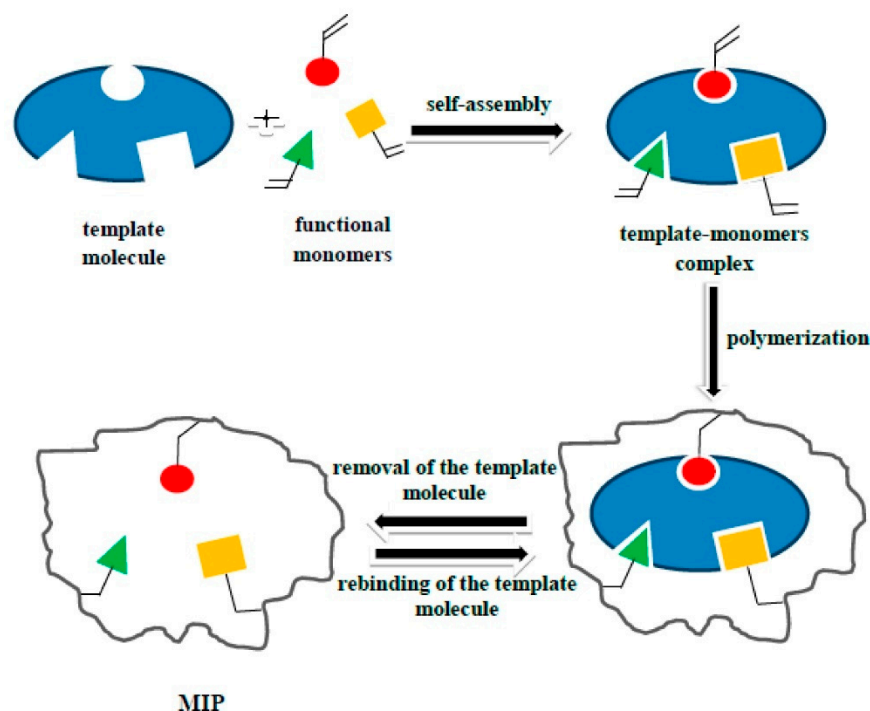 self-assembly
template
molecule
+
functional
monomers
template-monomers
complex
polymerization
removal of the template
molecule
rebinding of the template
molecule
MIP